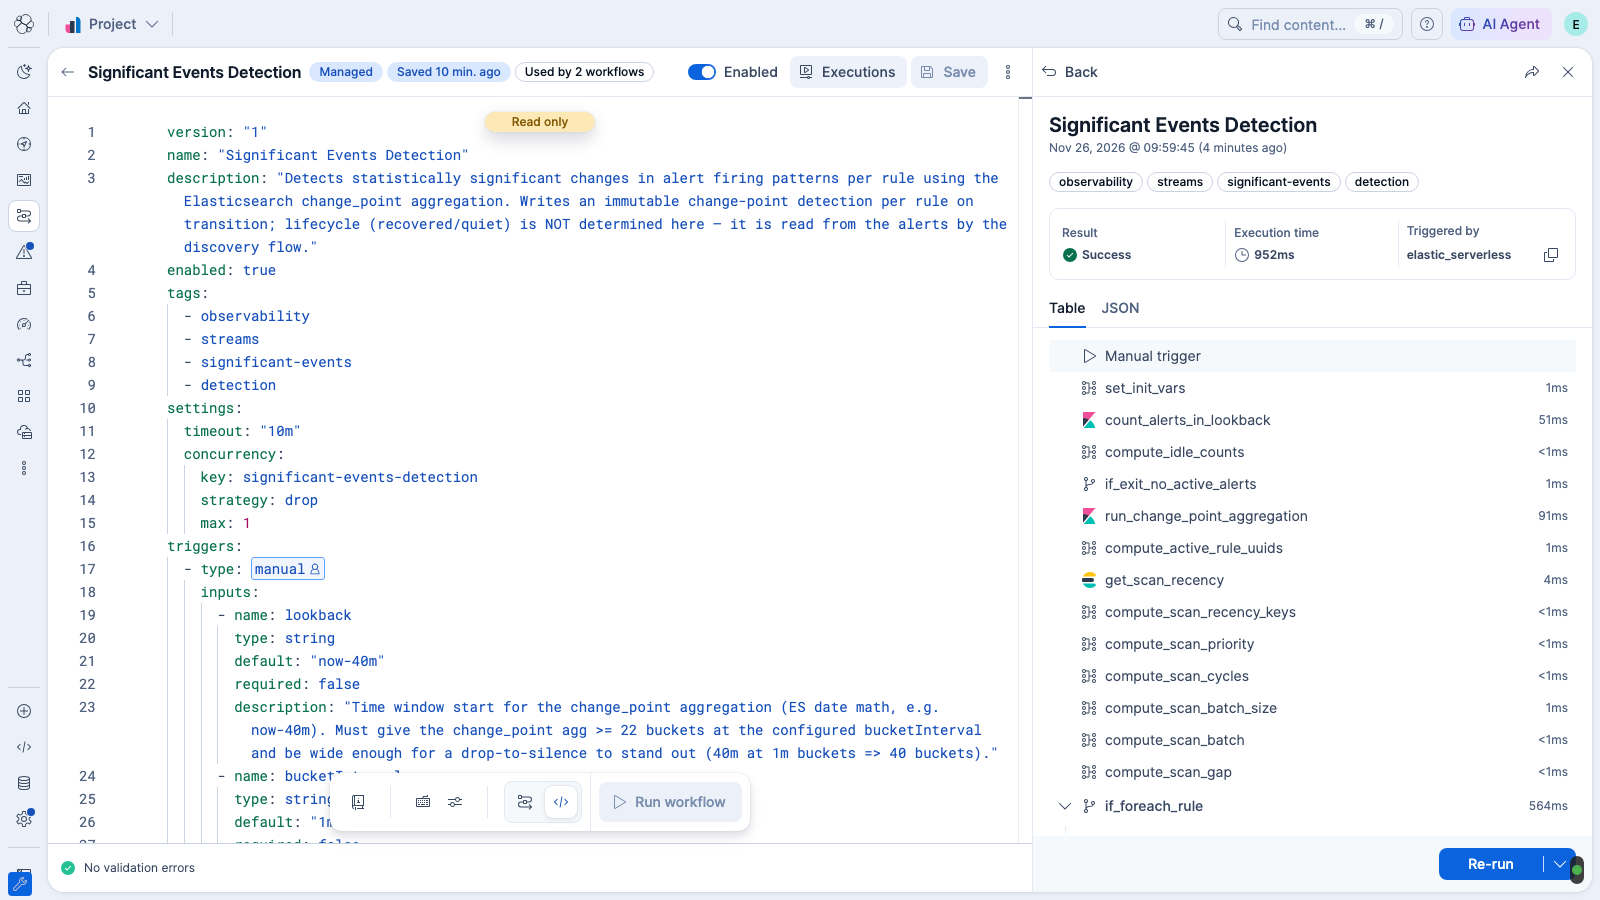 Project
Find content...
⌘ /
AI Agent
E
Significant Events Detection
Managed
Saved 10 min. ago
Used by 2 workflows
Enabled
Executions
Save
Read only
1 version: "1"
2 name: "Significant Events Detection"
3 description: "Detects statistically significant changes in alert firing patterns per rule using the
Elasticsearch change_point aggregation. Writes an immutable change-point detection per rule on
transition; lifecycle (recovered/quiet) is NOT determined here – it is read from the alerts by the
discovery flow."
4 enabled: true
5 tags:
6 - observability
7 - streams
8 - significant-events
9 - detection
10 settings:
11 timeout: "10m"
12 concurrency:
13 key: significant-events-detection
14 strategy: drop
15 max: 1
16 triggers:
17 - type: manual
18 inputs:
19 - name: lookback
20 type: string
21 default: "now-40m"
22 required: false
23 description: "Time window start for the change_point aggregation (ES date math, e.g.
now-40m). Must give the change_point agg >= 22 buckets at the configured bucketInterval
and be wide enough for a drop-to-silence to stand out (40m at 1m buckets => 40 buckets)."
24 - name:
25 type: string
26 default:
Run workflow
No validation errors
Back
Significant Events Detection
Nov 26, 2026 @ 09:59:45 (4 minutes ago)
observability
streams
significant-events
detection
Result
Success
Execution time
952ms
Triggered by
elastic_serverless
Table
JSON
Manual trigger
set_init_vars 1ms
count_alerts_in_lookback 51ms
compute_idle_counts <1ms
if_exit_no_active_alerts 1ms
run_change_point_aggregation 91ms
compute_active_rule_uuids 1ms
get_scan_recency 4ms
compute_scan_recency_keys <1ms
compute_scan_priority <1ms
compute_scan_cycles <1ms
compute_scan_batch_size 1ms
compute_scan_batch <1ms
compute_scan_gap <1ms
if_foreach_rule 564ms
Re-run